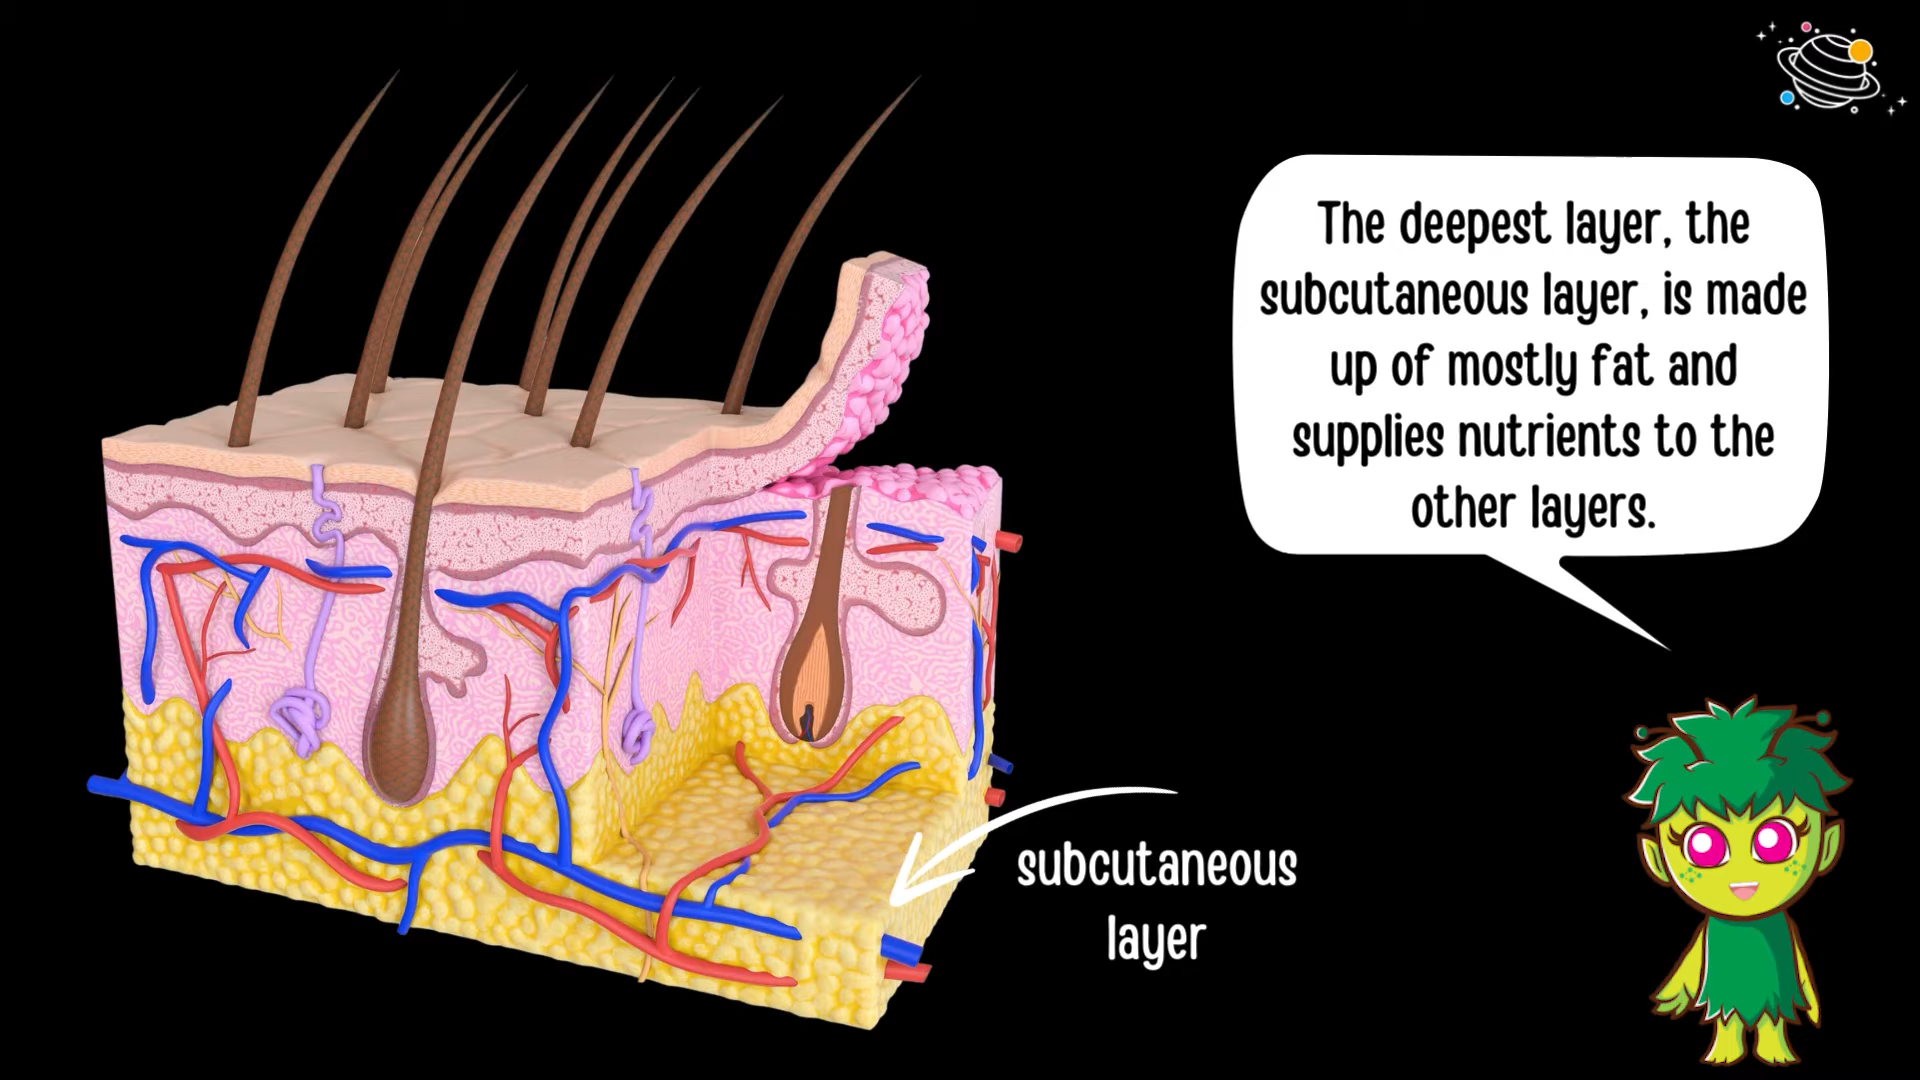 The deepest layer, the
subcutaneous layer, is made
up of mostly fat and
supplies nutrients to the
other layers.
subcutaneous
layer